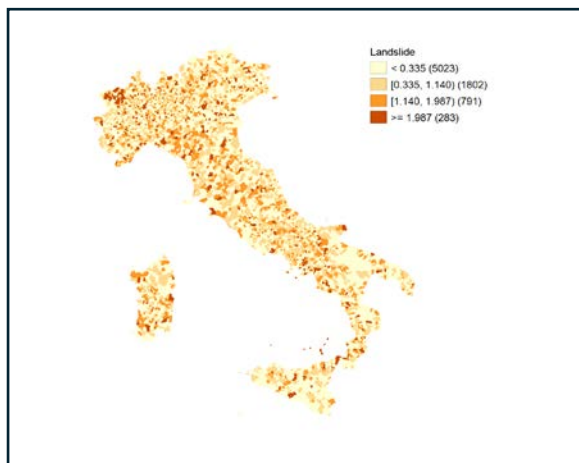 Landslide
< 0.335 (5023)
[0.335, 1.140) (1802)
[1.140, 1.987) (791)
>= 1.987 (283)